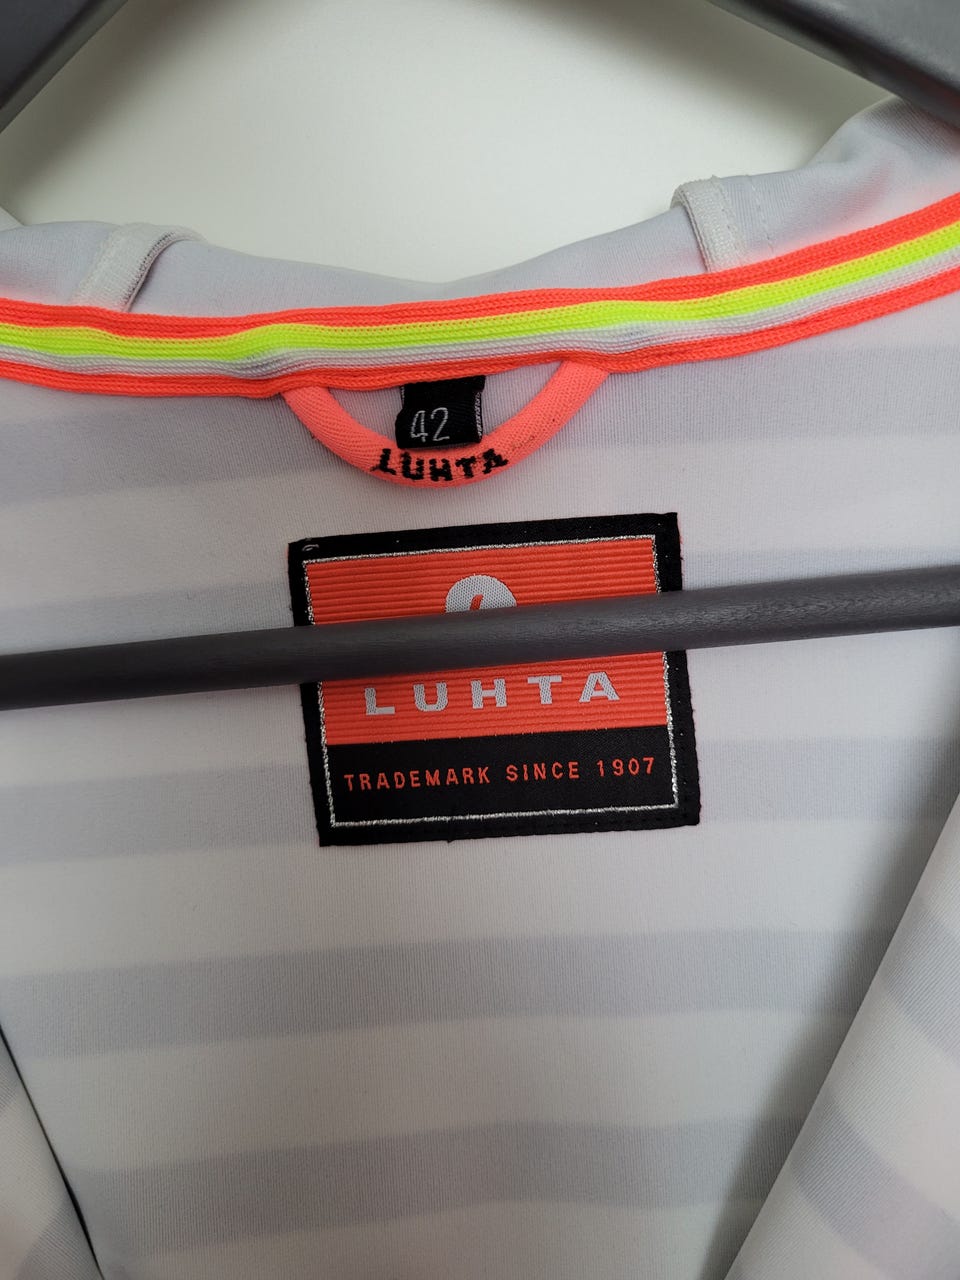 42
LUHTA
LUHTA
TRADEMARK SINCE 1907